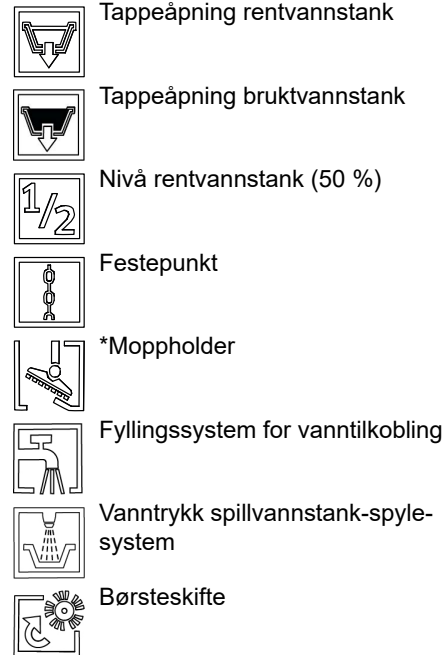 Tappeåpning rentvannstank
Tappeåpning bruktvannstank
1/2
Nivå rentvannstank (50 %)
Festepunkt
*Moppholder
Fyllingssystem for vanntilkobling
Vanntrykk spillvannstank-spyle-
system
Børsteskifte